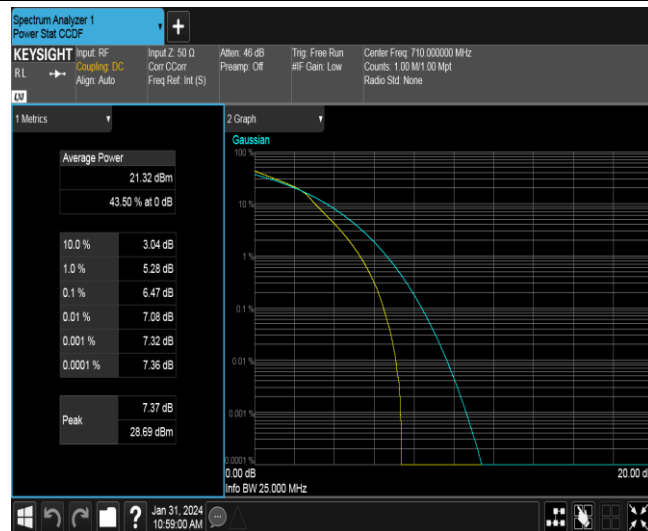 Spectrum Analyzer 1
Power Stat CCDF
+
KEYSIGHT
RL
LXI
Input: RF
Coupling: DC
Align: Auto
Input Z: 50 Ω
Corr CCorr
Freq Ref: Int (S)
Atten: 46 dB
Preamp: Off
Trig: Free Run
#IF Gain: Low
Center Freq: 710.000000 MHz
Counts: 1.00 M/1.00 Mpt
Radio Std: None
1 Metrics
Average Power
21.32 dBm
43.50 % at 0 dB
10.0 % 3.04 dB
1.0 % 5.28 dB
0.1 % 6.47 dB
0.01 % 7.08 dB
0.001 % 7.32 dB
0.0001 % 7.36 dB
Peak
7.37 dB
28.69 dBm
2 Graph
Gaussian
100 %
10 %
1 %
0.1 %
0.01 %
0.001 %
0.0001 %
0.00 dB
20.00 d
Info BW 25.000 MHz
?
Jan 31, 2024
10:59:00 AM